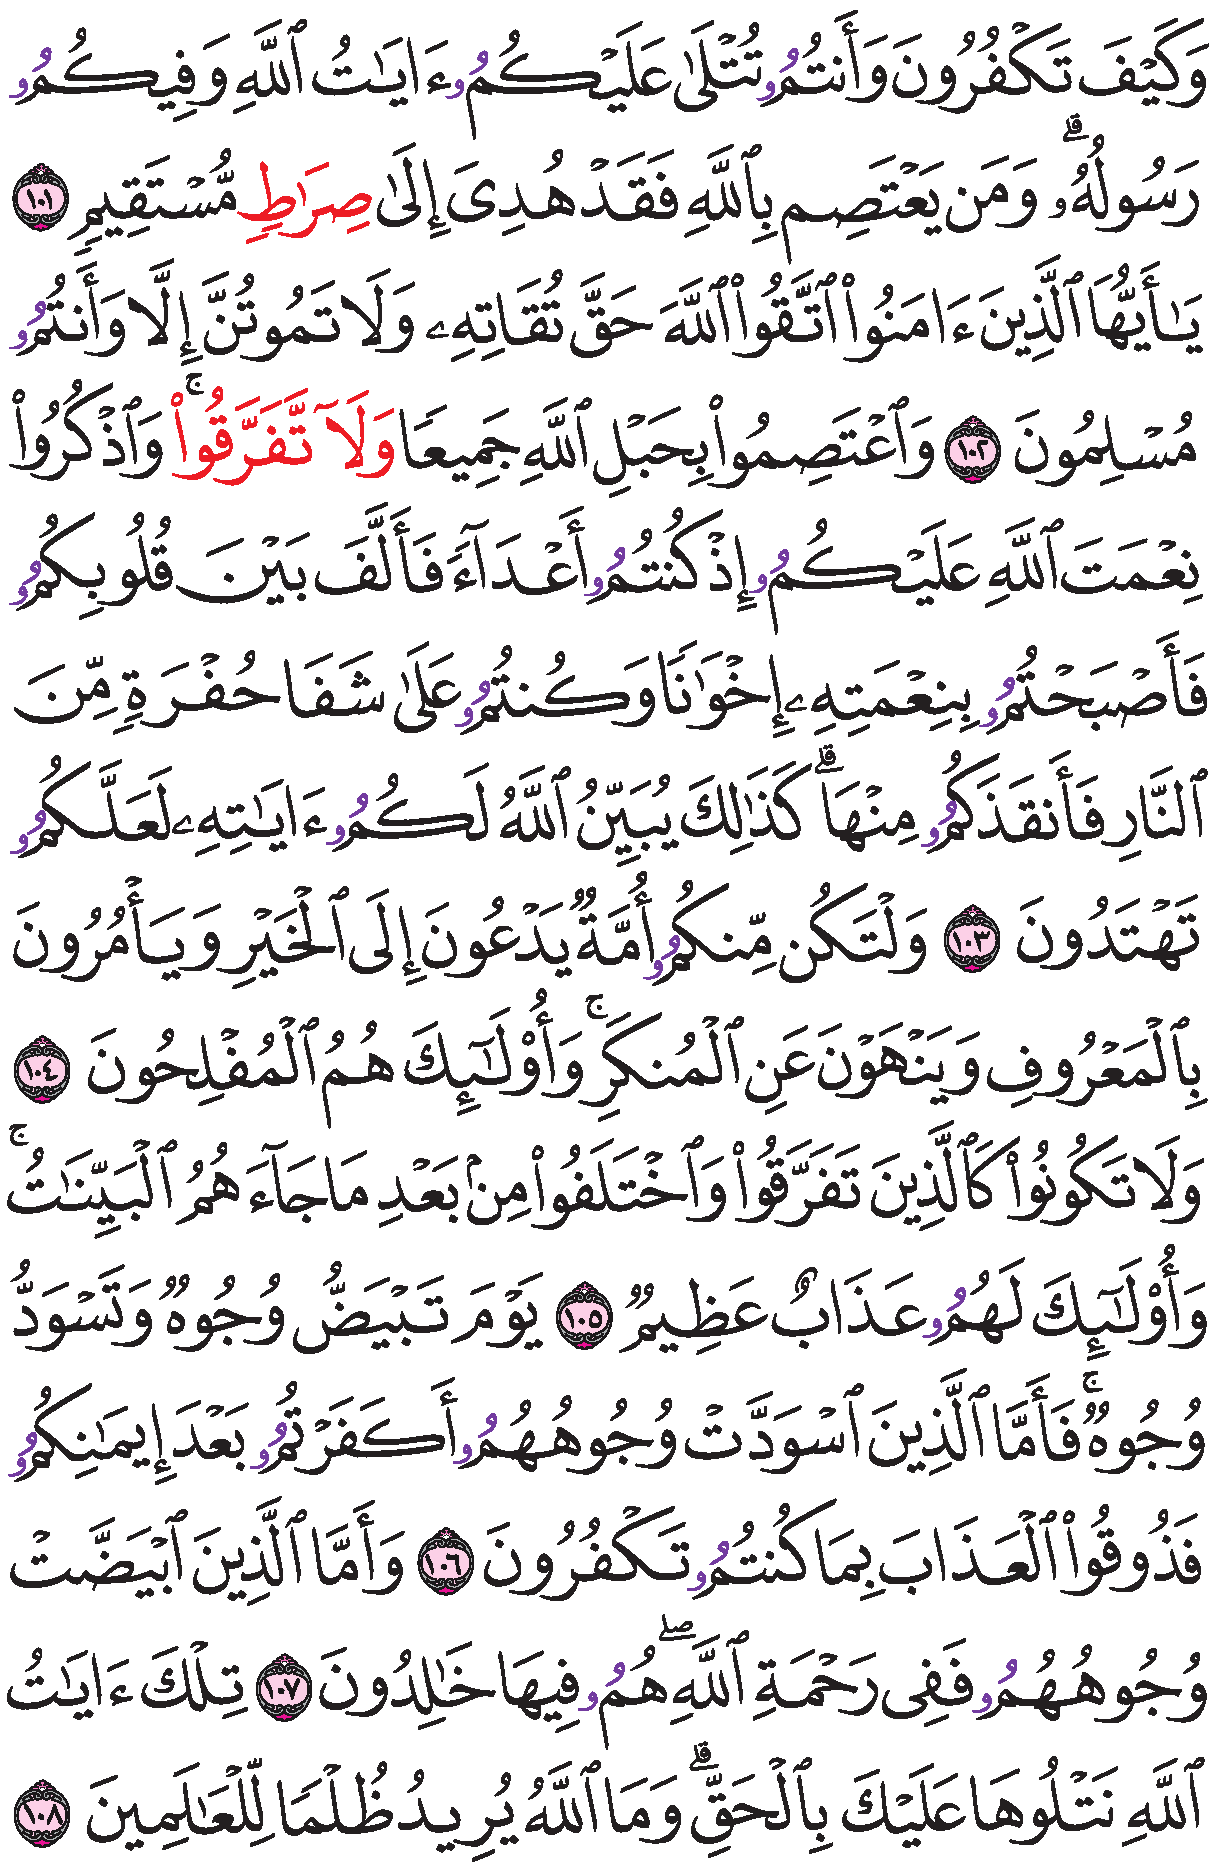 وَكَيۡفَ تَكۡفُرُونَ وَأَنتُمُۥ تُتۡلَىٰ عَلَيۡكُمُۥٓ ءَايَٰتُ ٱللَّهِ وَفِيكُمُۥ
رَسُولُهُۥۗ وَمَن يَعۡتَصِم بِٱللَّهِ فَقَدۡ هُدِيَ إِلَىٰ صِرَٰطٖ مُّسۡتَقِيمٖ ١٠١
يَٰٓأَيُّهَا ٱلَّذِينَ ءَامَنُواْ ٱتَّقُواْ ٱللَّهَ حَقَّ تُقَاتِهِۦ وَلَا تَمُوتُنَّ إِلَّا وَأَنتُمُۥ
مُسۡلِمُونَ ١٠٢ وَٱعۡتَصِمُواْ بِحَبۡلِ ٱللَّهِ جَمِيعٗا وَلَآ تَّفَرَّقُواْۚ وَٱذۡكُرُواْ
نِعۡمَتَ ٱللَّهِ عَلَيۡكُمُۥٓ إِذۡ كُنتُمُۥٓ أَعۡدَآءٗ فَأَلَّفَ بَيۡنَ قُلُوبِكُمُۥ
فَأَصۡبَحۡتُمُۥ بِنِعۡمَتِهِۦٓ إِخۡوَٰنٗا وَكُنتُمُۥ عَلَىٰ شَفَا حُفۡرَةٖ مِّنَ
ٱلنَّارِ فَأَنقَذَكُمُۥ مِنۡهَاۗ كَذَٰلِكَ يُبَيِّنُ ٱللَّهُ لَكُمُۥٓ ءَايَٰتِهِۦ لَعَلَّكُمُۥ
تَهۡتَدُونَ ١٠٣ وَلۡتَكُن مِّنكُمُۥٓ أُمَّةٞ يَدۡعُونَ إِلَى ٱلۡخَيۡرِ وَيَأۡمُرُونَ
بِٱلۡمَعۡرُوفِ وَيَنۡهَوۡنَ عَنِ ٱلۡمُنكَرِۚ وَأُوْلَٰٓئِكَ هُمُ ٱلۡمُفۡلِحُونَ ١٠٤
وَلَا تَكُونُواْ كَٱلَّذِينَ تَفَرَّقُواْ وَٱخۡتَلَفُواْ مِنۢ بَعۡدِ مَا جَآءَهُمُ ٱلۡبَيِّنَٰتُۚ
وَأُوْلَٰٓئِكَ لَهُمُۥ عَذَابٌ عَظِيمٞ ١٠٥ يَوۡمَ تَبۡيَضُّ وُجُوهٞ وَتَسۡوَدُّ
وُجُوهٞۚ فَأَمَّا ٱلَّذِينَ ٱسۡوَدَّتۡ وُجُوهُهُمُۥٓ أَكَفَرۡتُمُۥ بَعۡدَ إِيمَٰنِكُمُۥ
فَذُوقُواْ ٱلۡعَذَابَ بِمَا كُنتُمُۥ تَكۡفُرُونَ ١٠٦ وَأَمَّا ٱلَّذِينَ ٱبۡيَضَّتۡ
وُجُوهُهُمُۥ فَفِي رَحۡمَةِ ٱللَّهِۖ هُمُۥ فِيهَا خَٰلِدُونَ ١٠٧ تِلۡكَ ءَايَٰتُ
ٱللَّهِ نَتۡلُوهَا عَلَيۡكَ بِٱلۡحَقِّۗ وَمَا ٱللَّهُ يُرِيدُ ظُلۡمٗا لِّلۡعَٰلَمِينَ ١٠٨